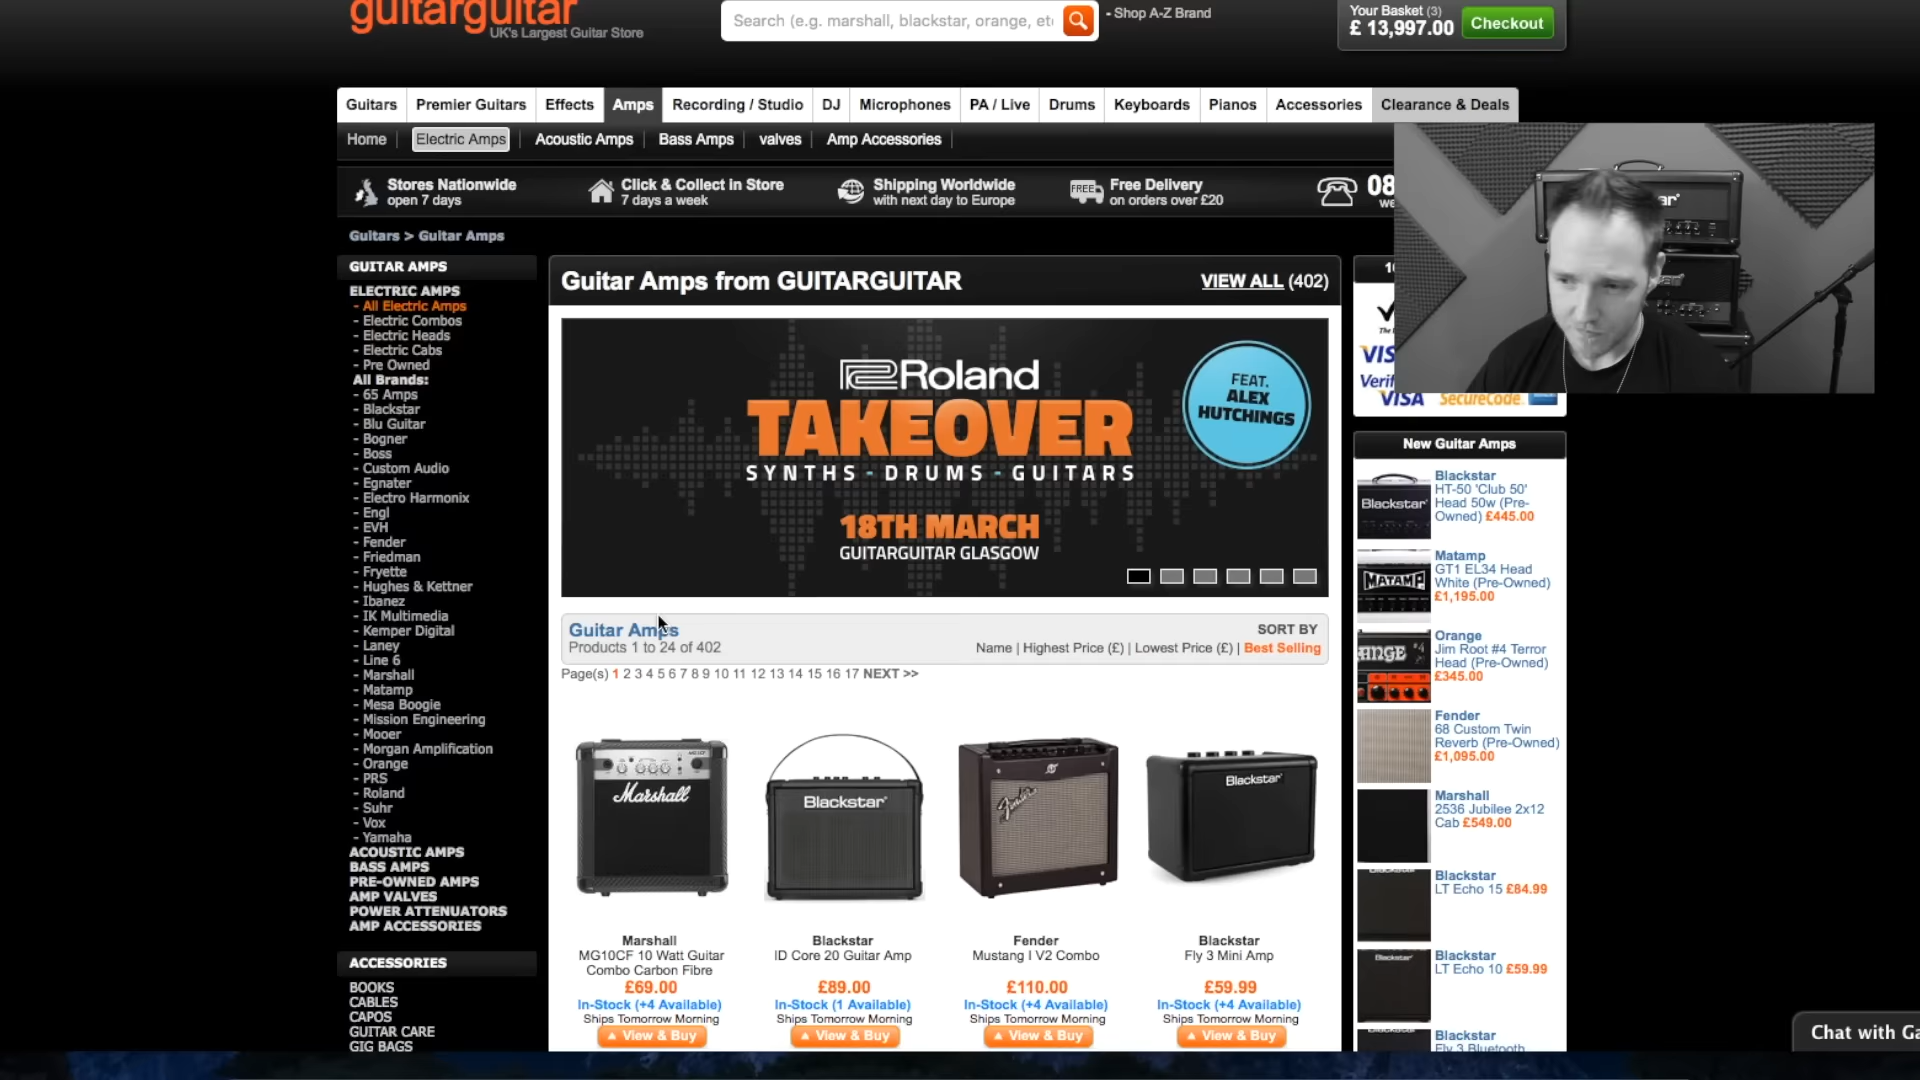 guitarguitar
UK's Largest Guitar Store
Search (e.g. marshall, blackstar, orange, et
- Shop A-Z Brand
Your Basket (3)
£ 13,997.00
Checkout
Guitars Premier Guitars Effects Amps Recording / Studio DJ Microphones PA / Live Drums Keyboards Pianos Accessories Clearance & Deals
Home Electric Amps Acoustic Amps Bass Amps valves Amp Accessories
Stores Nationwide
open 7 days
Click & Collect In Store
7 days a week
Shipping Worldwide
with next day to Europe
FREE
Free Delivery
on orders over £20
08
we
Guitars > Guitar Amps
GUITAR AMPS
ELECTRIC AMPS
- All Electric Amps
- Electric Combos
- Electric Heads
- Electric Cabs
- Pre Owned
All Brands:
- 65 Amps
- Blackstar
- Blu Guitar
- Bogner
- Boss
- Custom Audio
- Egnater
- Electro Harmonix
- Engl
- EVH
- Fender
- Friedman
- Fryette
- Hughes & Kettner
- Ibanez
- IK Multimedia
- Kemper Digital
- Laney
- Line 6
- Marshall
- Matamp
- Mesa Boogie
- Mission Engineering
- Mooer
- Morgan Amplification
- Orange
- PRS
- Roland
- Suhr
- Vox
- Yamaha
ACOUSTIC AMPS
BASS AMPS
PRE-OWNED AMPS
AMP VALVES
POWER ATTENUATORS
AMP ACCESSORIES
ACCESSORIES
BOOKS
CABLES
CAPOS
GUITAR CARE
GIG BAGS
Guitar Amps from GUITARGUITAR
VIEW ALL (402)
Roland
TAKEOVER
SYNTHS - DRUMS - GUITARS
18TH MARCH
GUITARGUITAR GLASGOW
FEAT.
ALEX
HUTCHINGS
Guitar Amps
Products 1 to 24 of 402
SORT BY
Name | Highest Price (£) | Lowest Price (£) | Best Selling
Page(s) 1 2 3 4 5 6 7 8 9 10 11 12 13 14 15 16 17 NEXT >>
Marshall
Blackstar
Fender
Blackstar
Marshall
MG10CF 10 Watt Guitar
Combo Carbon Fibre
£69.00
In-Stock (+4 Available)
Ships Tomorrow Morning
View & Buy
Blackstar
ID Core 20 Guitar Amp
£89.00
In-Stock (1 Available)
Ships Tomorrow Morning
View & Buy
Fender
Mustang I V2 Combo
£110.00
In-Stock (+4 Available)
Ships Tomorrow Morning
View & Buy
Blackstar
Fly 3 Mini Amp
£59.99
In-Stock (+4 Available)
Ships Tomorrow Morning
View & Buy
VIS
Verif
VISA SecureCode
New Guitar Amps
Blackstar
Blackstar
HT-50 'Club 50'
Head 50w (Pre-
Owned) £445.00
MATAMP
Matamp
GT1 EL34 Head
White (Pre-Owned)
£1,195.00
ANGE
Orange
Jim Root #4 Terror
Head (Pre-Owned)
£345.00
Fender
68 Custom Twin
Reverb (Pre-Owned)
£1,095.00
Marshall
2536 Jubilee 2x12
Cab £549.00
Blackstar
LT Echo 15 £84.99
Blackstar
Blackstar
LT Echo 10 £59.99
Blackstar
Fly 3 Bluetooth
Chat with Ga